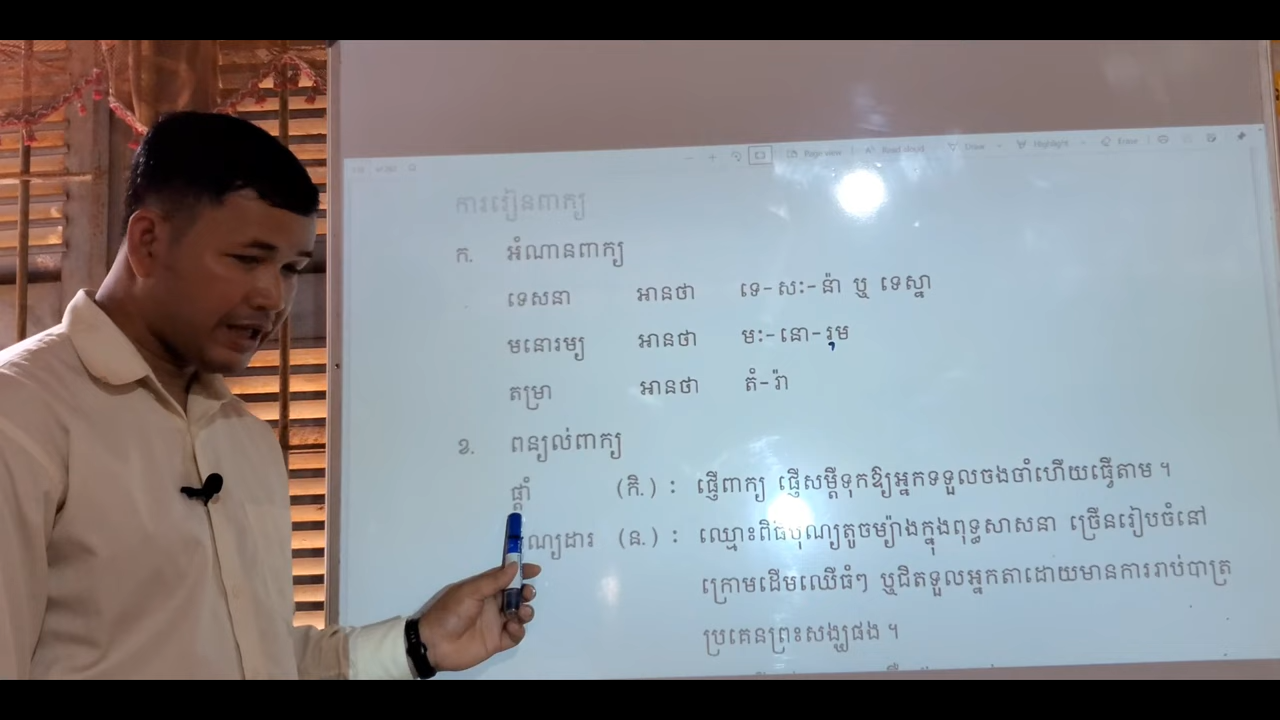 Page view Read aloud Draw Highlight Erase
ការរៀនពាក្យ
ក. អំណានពាក្យ
ទេសនា អានថា ទេ-សៈ-ន៉ា ឬ ទេស្នា
មនោរម្យ អានថា មៈ-នោ-រុម
តម្រា អានថា តំ-រ៉ា
ខ. ពន្យល់ពាក្យ
ផ្ដាំ (កិ.) : ផ្ញើពាក្យ ផ្ញើសម្ដីទុកឱ្យអ្នកទទួលចងចាំហើយធ្វើតាម ។
ណ្យដារ (ន.) : ឈ្មោះពិធីបុណ្យតូចម្យ៉ាងក្នុងពុទ្ធសាសនា ច្រើនរៀបចំនៅ
ក្រោមដើមឈើធំៗ ឬជិតទួលអ្នកតាដោយមានការរាប់បាត្រ
ប្រគេនព្រះសង្ឃផង ។